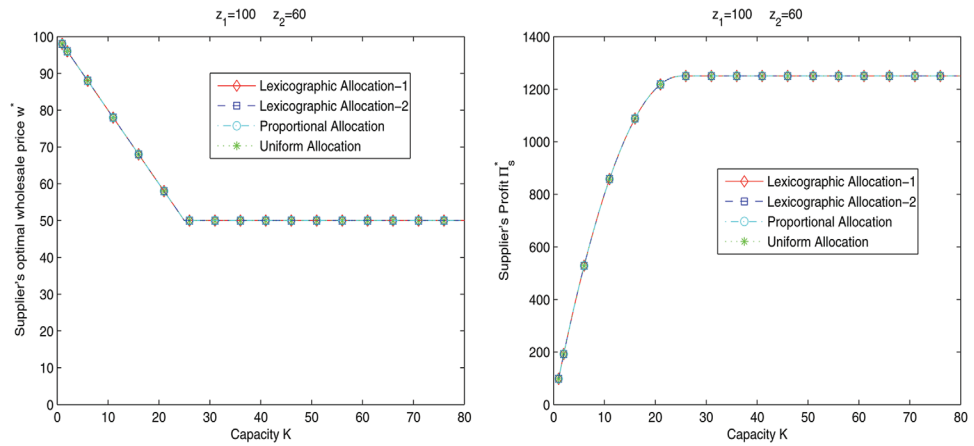 z1=100 z2=60
100
90
80
70
60
50
40
30
20
10
0
Supplier's optimal wholesale price w*
Lexicographic Allocation−1
Lexicographic Allocation−2
Proportional Allocation
Uniform Allocation
0 10 20 30 40 50 60 70 80
Capacity K
z1=100 z2=60
1400
1200
1000
800
600
400
200
0
Supplier's Profit Πs*
Lexicographic Allocation−1
Lexicographic Allocation−2
Proportional Allocation
Uniform Allocation
0 10 20 30 40 50 60 70 80
Capacity K